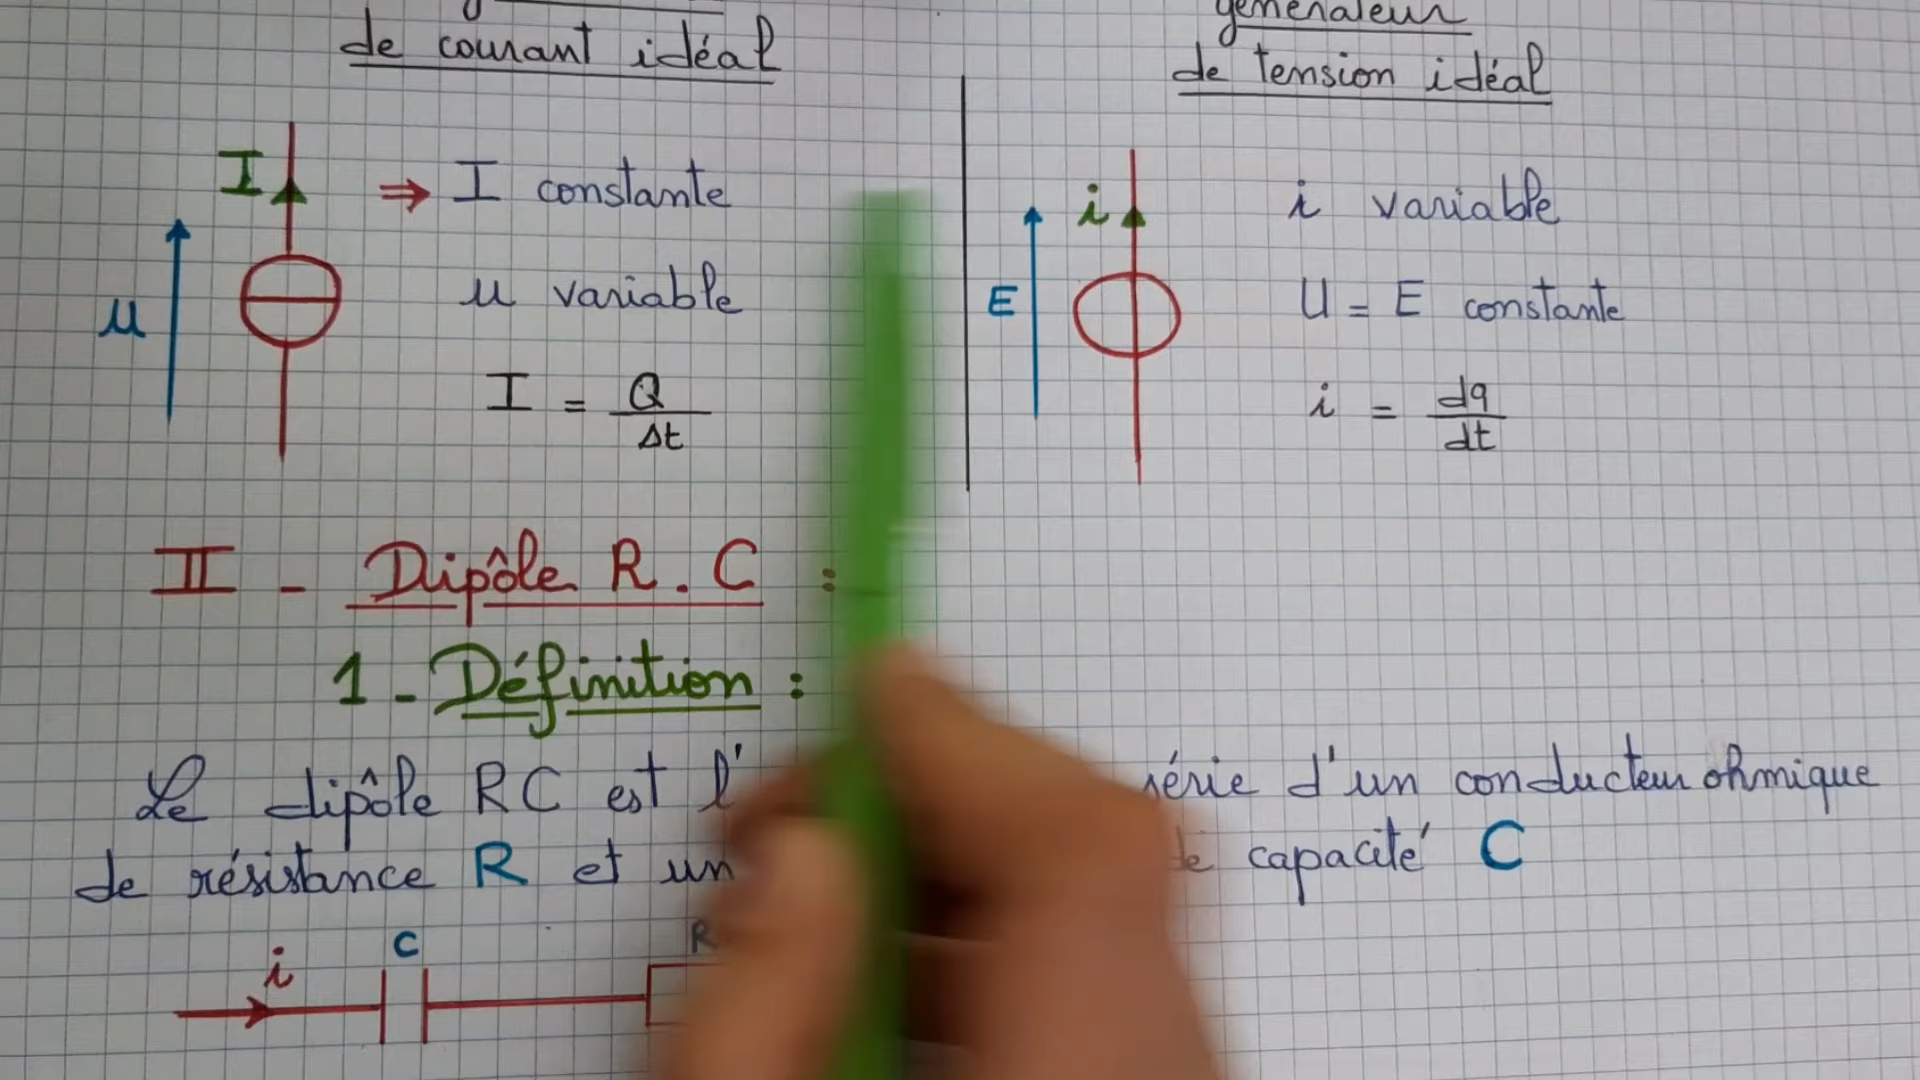 de courant idéal
générateur
de tension idéal
I ⇒ I constante
u
u variable
I = Q/Δt
i
E
i variable
U = E constante
i = dq/dt
II - Dipôle R.C :
1 - Définition :
Le dipôle RC est l' série d'un conducteur ohmique
de résistance R et un de capacité C
i C R